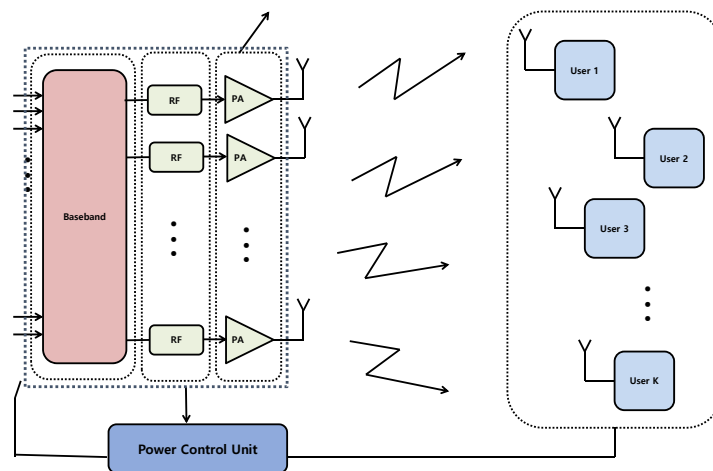 User 1
RF
PA
RF
PA
User 2
Baseband
User 3
RF
PA
User K
Power Control Unit